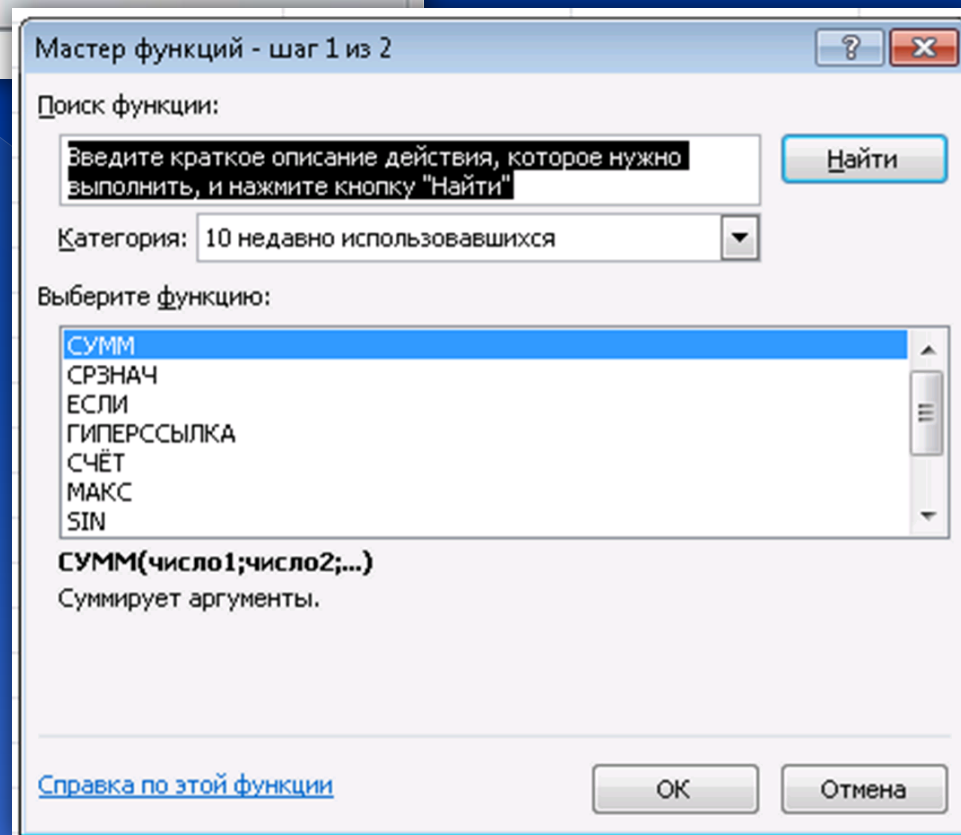 Мастер функций - шаг 1 из 2
Поиск функции:
Введите краткое описание действия, которое нужно
выполнить, и нажмите кнопку "Найти"
Найти
Категория: 10 недавно использовавшихся
Выберите функцию:
СУММ
СРЗНАЧ
ЕСЛИ
ГИПЕРССЫЛКА
СЧЁТ
МАКС
SIN
СУММ(число1;число2;...)
Суммирует аргументы.
Справка по этой функции
ОК
Отмена